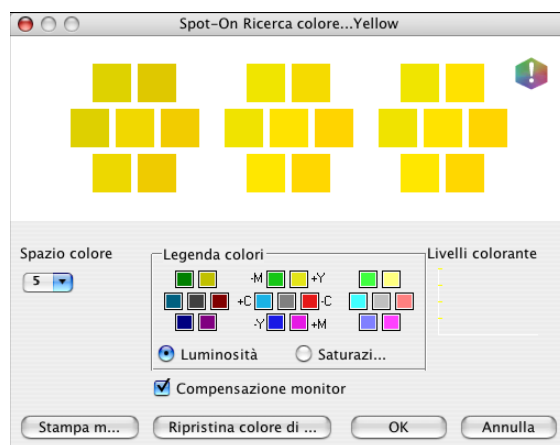 Spot-On Ricerca colore...Yellow
Spazio colore
5
Legenda colori
-M +Y
+C -C
-Y +M
Luminosità
Saturazi...
Livelli colorante
Compensazione monitor
Stampa m...
Ripristina colore di ...
OK
Annulla